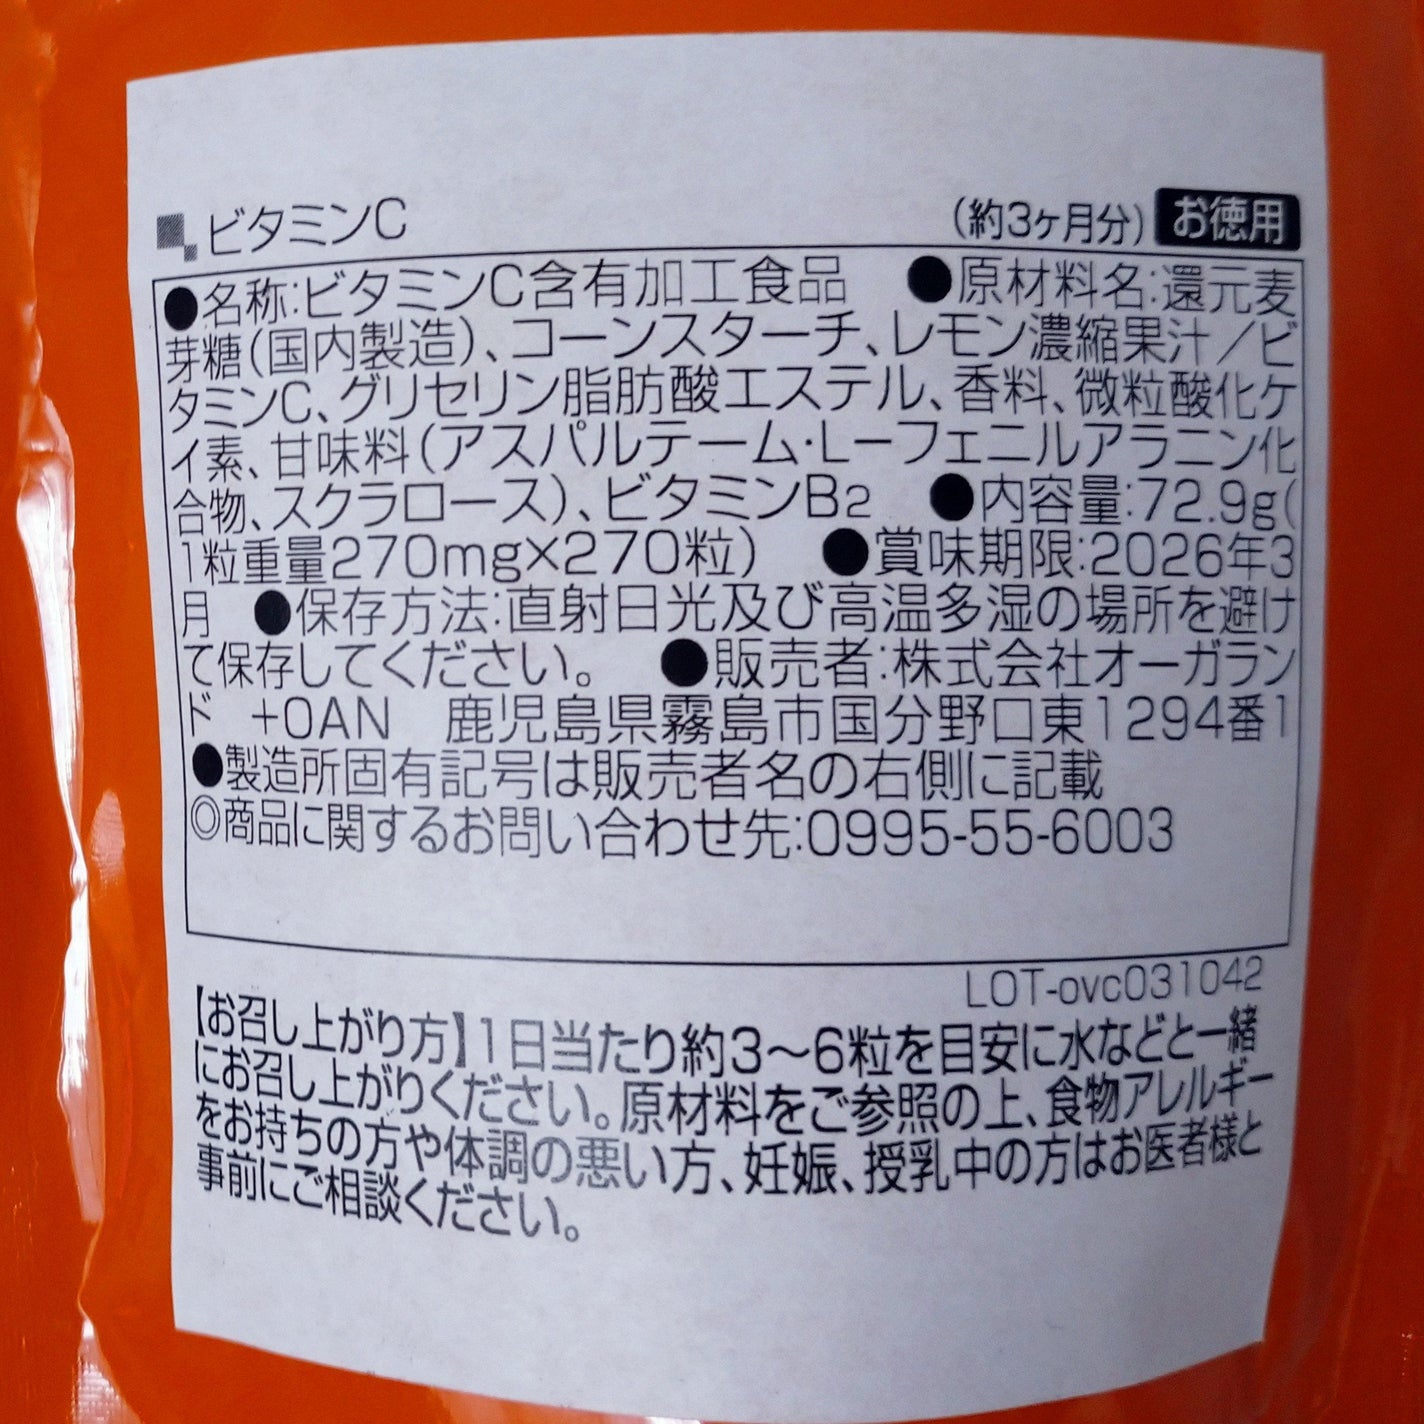 ビタミンC (約3ヶ月分) お徳用
●名称:ビタミンC含有加工食品 ●原材料名:還元麦
芽糖(国内製造)、コーンスターチ、レモン濃縮果汁/ビ
タミンC、グリセリン脂肪酸エステル、香料、微粒酸化ケ
イ素、甘味料(アスパルテーム・L-フェニルアラニン化
合物、スクラロース)、ビタミンB2 ●内容量:72.9g(
1粒重量270mg×270粒) ●賞味期限:2026年3
月 ●保存方法:直射日光及び高温多湿の場所を避け
て保存してください。 ●販売者:株式会社オーガラン
ド +OAN 鹿児島県霧島市国分野口東1294番1
●製造所固有記号は販売者名の右側に記載
◎商品に関するお問い合わせ先:0995-55-6003
LOT-ovc031042
【お召し上がり方】1日当たり約3〜6粒を目安に水などと一緒
にお召し上がりください。原材料をご参照の上、食物アレルギー
をお持ちの方や体調の悪い方、妊娠、授乳中の方はお医者様と
事前にご相談ください。